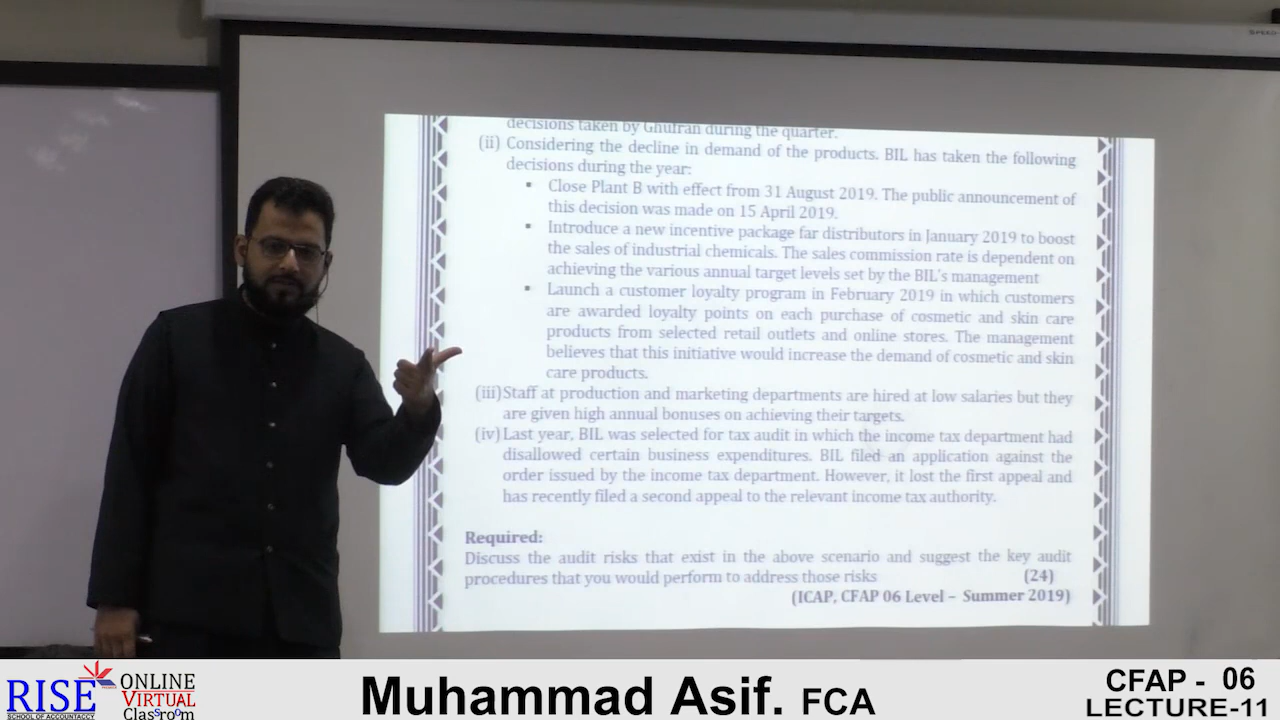 decisions taken by Ghufran during the quarter.
(ii) Considering the decline in demand of the products. BIL has taken the following
decisions during the year:
▪ Close Plant B with effect from 31 August 2019. The public announcement of
this decision was made on 15 April 2019.
▪ Introduce a new incentive package far distributors in January 2019 to boost
the sales of industrial chemicals. The sales commission rate is dependent on
achieving the various annual target levels set by the BIL's management
▪ Launch a customer loyalty program in February 2019 in which customers
are awarded loyalty points on each purchase of cosmetic and skin care
products from selected retail outlets and online stores. The management
believes that this initiative would increase the demand of cosmetic and skin
care products.
(iii) Staff at production and marketing departments are hired at low salaries but they
are given high annual bonuses on achieving their targets.
(iv) Last year, BIL was selected for tax audit in which the income tax department had
disallowed certain business expenditures. BIL filed an application against the
order issued by the income tax department. However, it lost the first appeal and
has recently filed a second appeal to the relevant income tax authority.
Required:
Discuss the audit risks that exist in the above scenario and suggest the key audit
procedures that you would perform to address those risks (24)
(ICAP, CFAP 06 Level – Summer 2019)
RISE
SCHOOL OF ACCOUNTACY
ONLINE
VIRTUAL
Classroom
Muhammad Asif. FCA
CFAP - 06
LECTURE-11